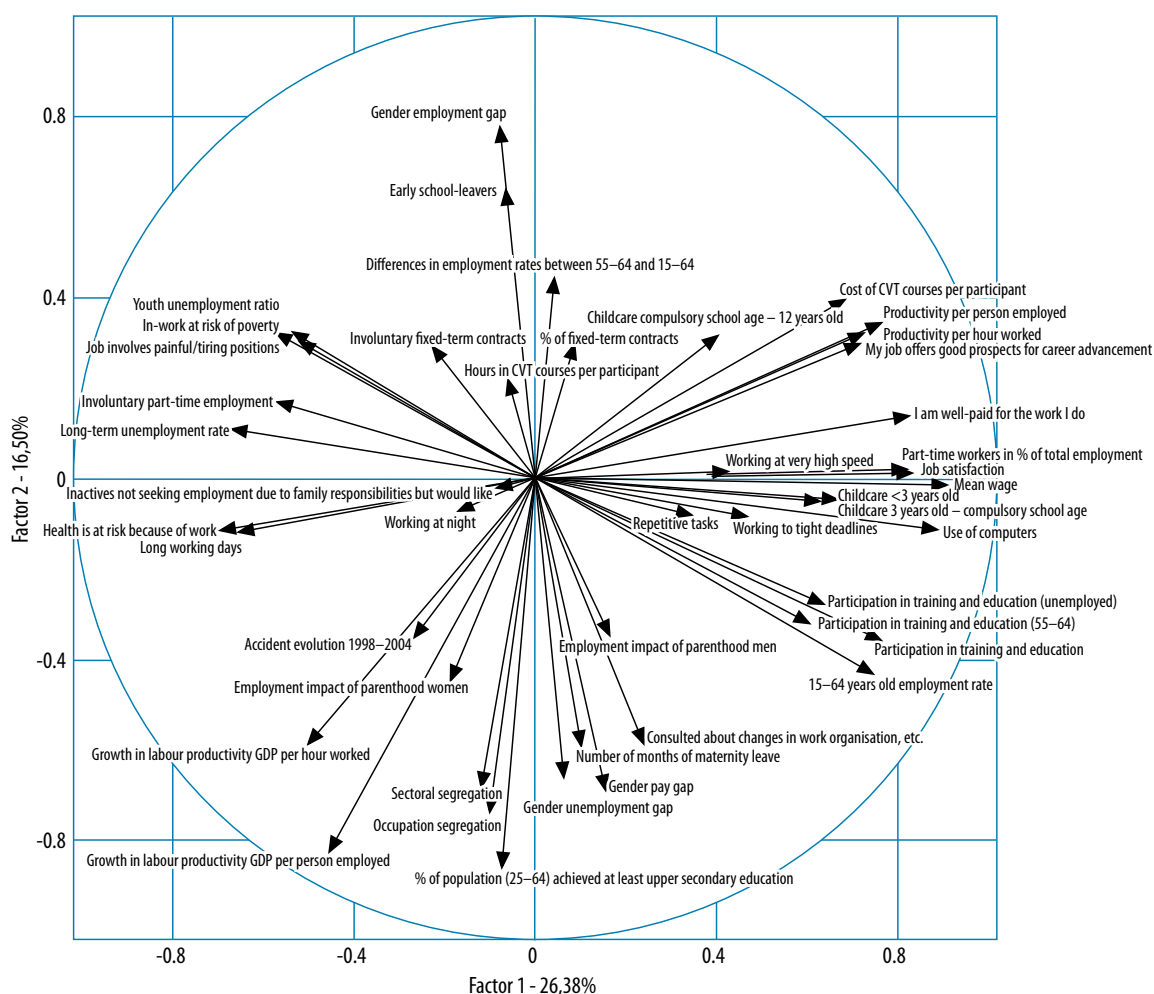 Gender employment gap
0.8
Early school-leavers
Differences in employment rates between 55–64 and 15–64
Cost of CVT courses per participant
0.4
Youth unemployment ratio
Productivity per person employed
Childcare compulsory school age – 12 years old
In-work at risk of poverty
Productivity per hour worked
Involuntary fixed-term contracts
% of fixed-term contracts
Job involves painful/tiring positions
My job offers good prospects for career advancement
Hours in CVT courses per participant
Involuntary part-time employment
I am well-paid for the work I do
Long-term unemployment rate
Part-time workers in % of total employment
Working at very high speed
Job satisfaction
0
Mean wage
Inactives not seeking employment due to family responsibilities but would like
Childcare <3 years old
Childcare 3 years old – compulsory school age
Working at night
Repetitive tasks
Working to tight deadlines
Health is at risk because of work
Use of computers
Long working days
Participation in training and education (unemployed)
Participation in training and education (55–64)
Accident evolution 1998–2004
Employment impact of parenthood men
Participation in training and education
-0.4
Employment impact of parenthood women
15–64 years old employment rate
Consulted about changes in work organisation, etc.
Growth in labour productivity GDP per hour worked
Number of months of maternity leave
Gender pay gap
Sectoral segregation
Gender unemployment gap
Occupation segregation
-0.8
Growth in labour productivity GDP per person employed
% of population (25–64) achieved at least upper secondary education
-0.8
-0.4
0
0.4
0.8
Factor 1 - 26,38%
Factor 2 - 16,50%